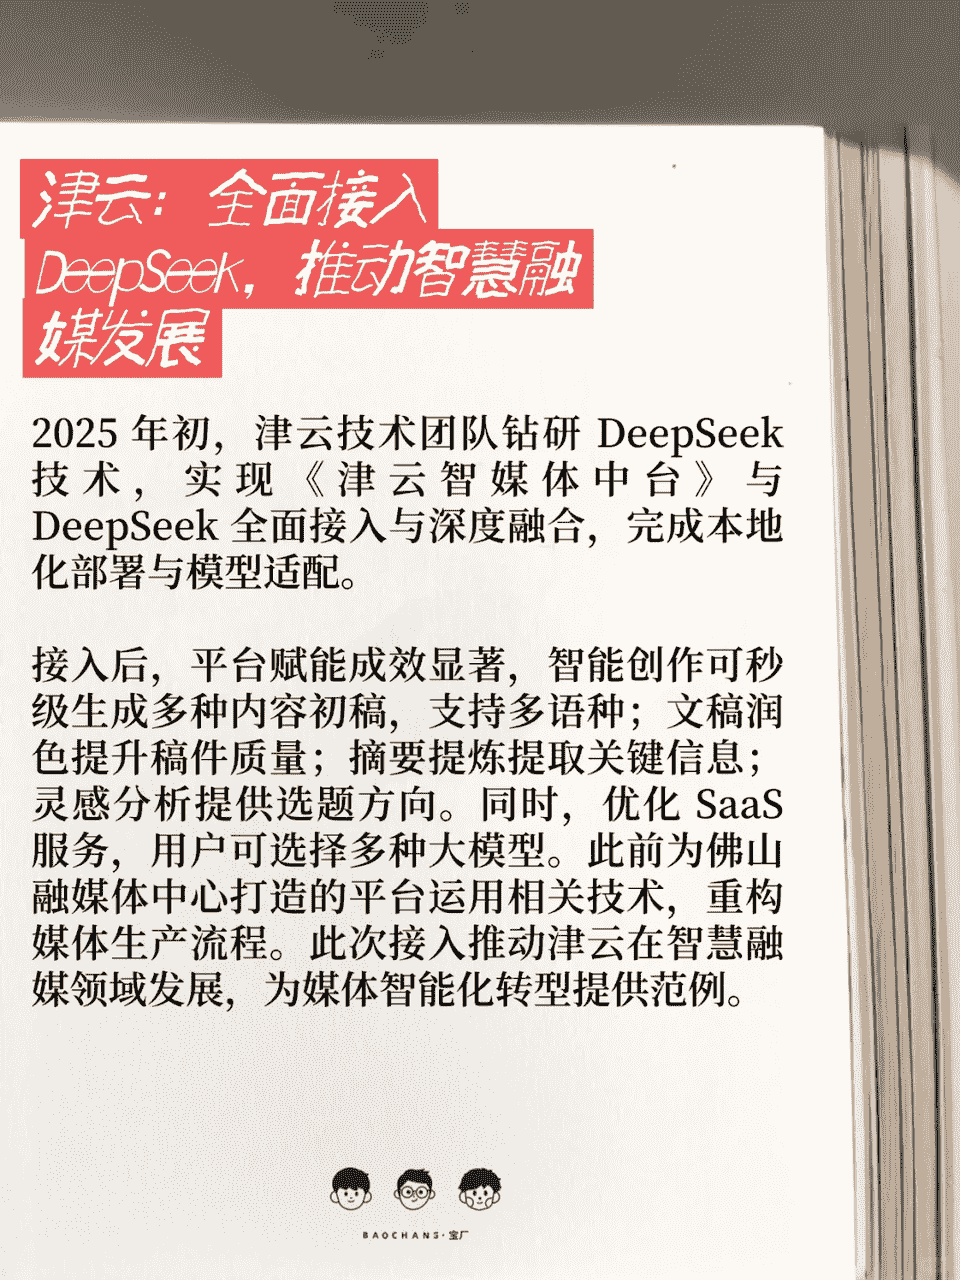 津云：全面接入
DeepSeek，推动智慧融
媒发展
2025 年初，津云技术团队钻研 DeepSeek
技术，实现《津云智媒体中台》与
DeepSeek 全面接入与深度融合，完成本地
化部署与模型适配。
接入后，平台赋能成效显著，智能创作可秒
级生成多种内容初稿，支持多语种；文稿润
色提升稿件质量；摘要提炼提取关键信息；
灵感分析提供选题方向。同时，优化 SaaS
服务，用户可选择多种大模型。此前为佛山
融媒体中心打造的平台运用相关技术，重构
媒体生产流程。此次接入推动津云在智慧融
媒领域发展，为媒体智能化转型提供范例。
BAOCHANG·宝厂